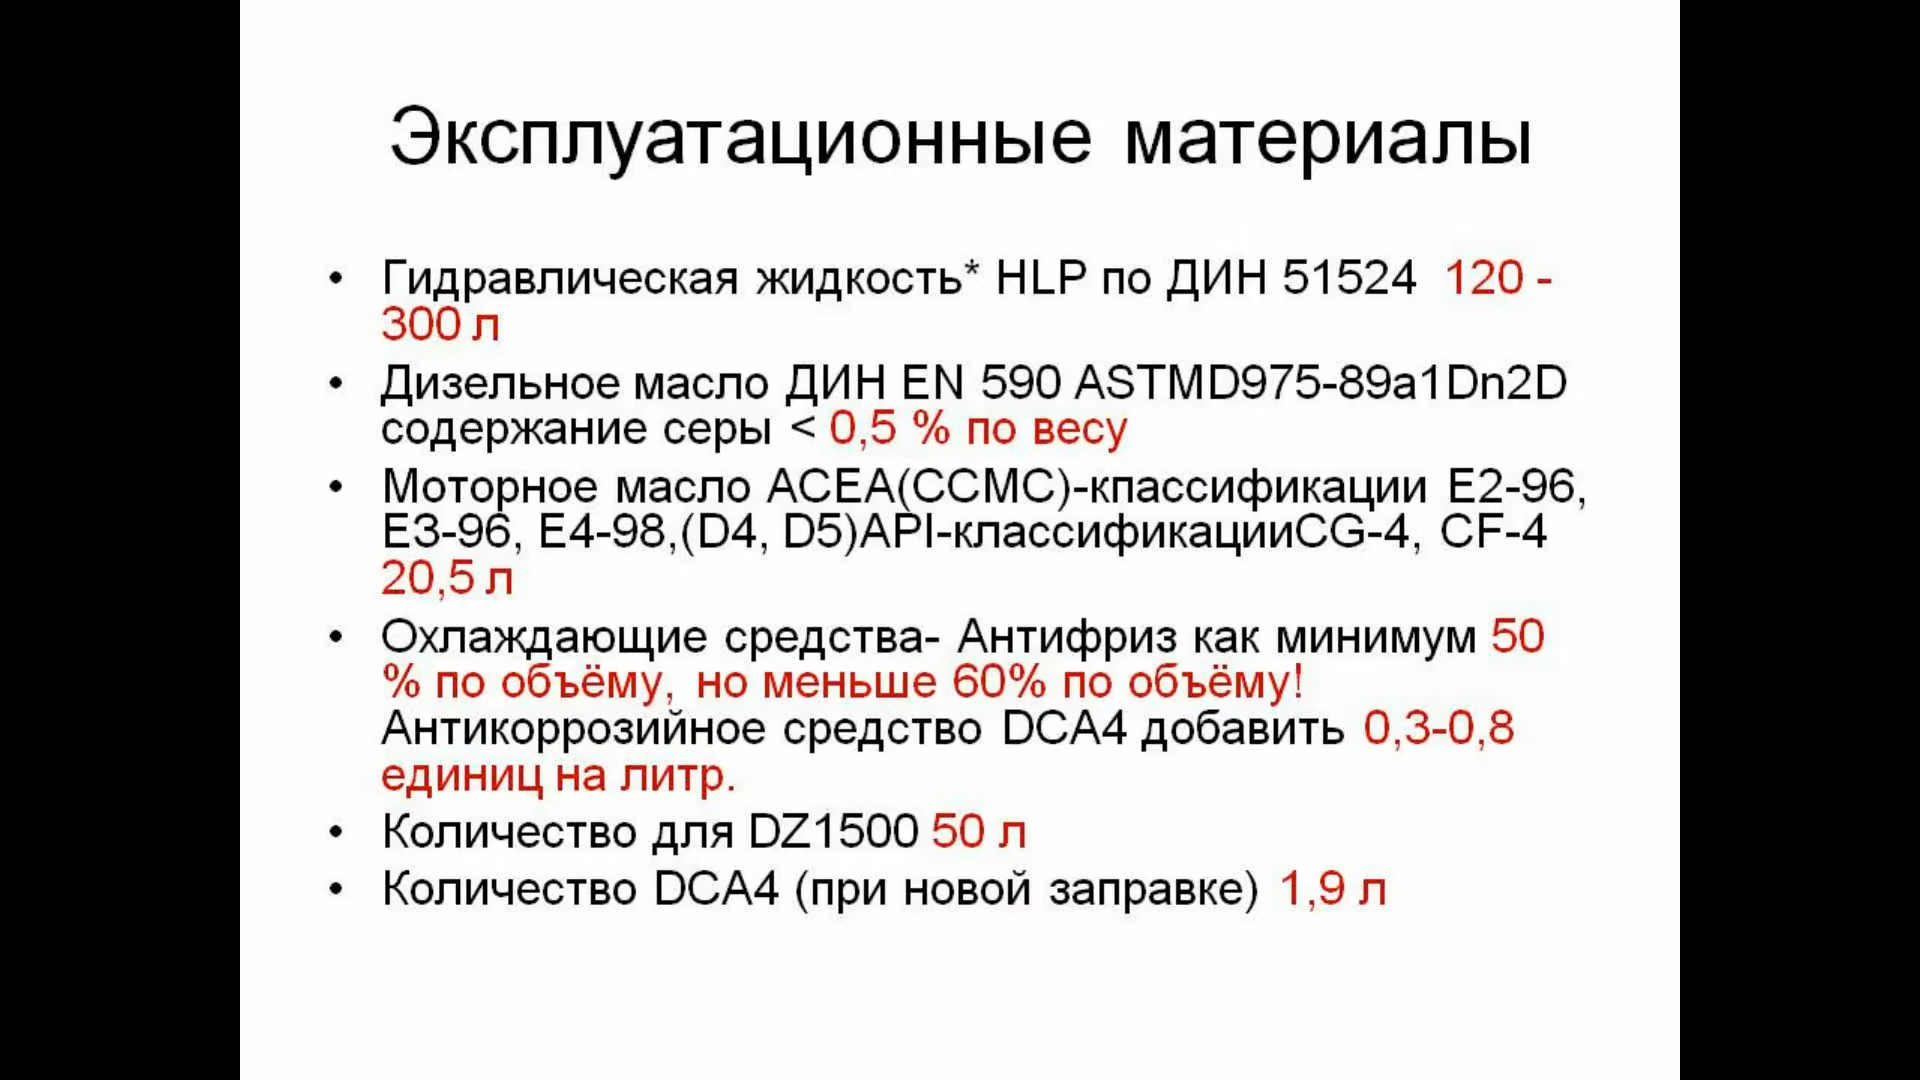 Эксплуатационные материалы
• Гидравлическая жидкость* HLP по ДИН 51524 120 -
300 л
• Дизельное масло ДИН EN 590 ASTMD975-89a1Dn2D
содержание серы < 0,5 % по весу
• Моторное масло ACEA(CCMC)-кпассификации E2-96,
E3-96, E4-98,(D4, D5)API-классификацииCG-4, CF-4
20,5 л
• Охлаждающие средства- Антифриз как минимум 50
% по объёму, но меньше 60% по объёму!
Антикоррозийное средство DCA4 добавить 0,3-0,8
единиц на литр.
• Количество для DZ1500 50 л
• Количество DCA4 (при новой заправке) 1,9 л